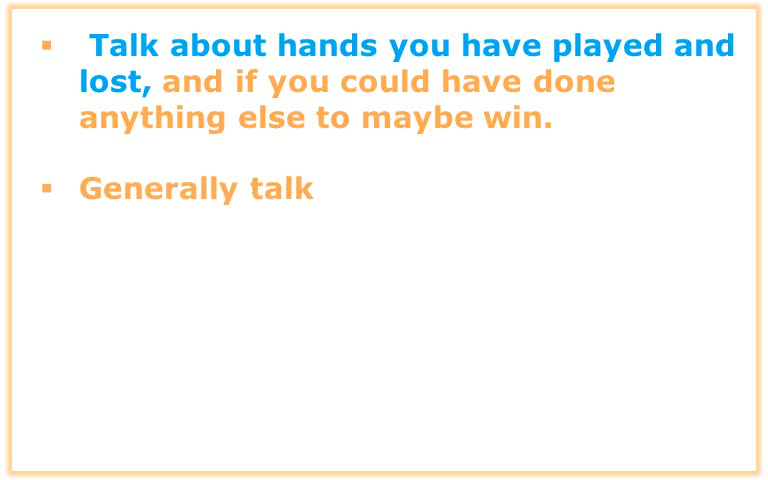 ▪ Talk about hands you have played and
lost, and if you could have done
anything else to maybe win.
▪ Generally talk